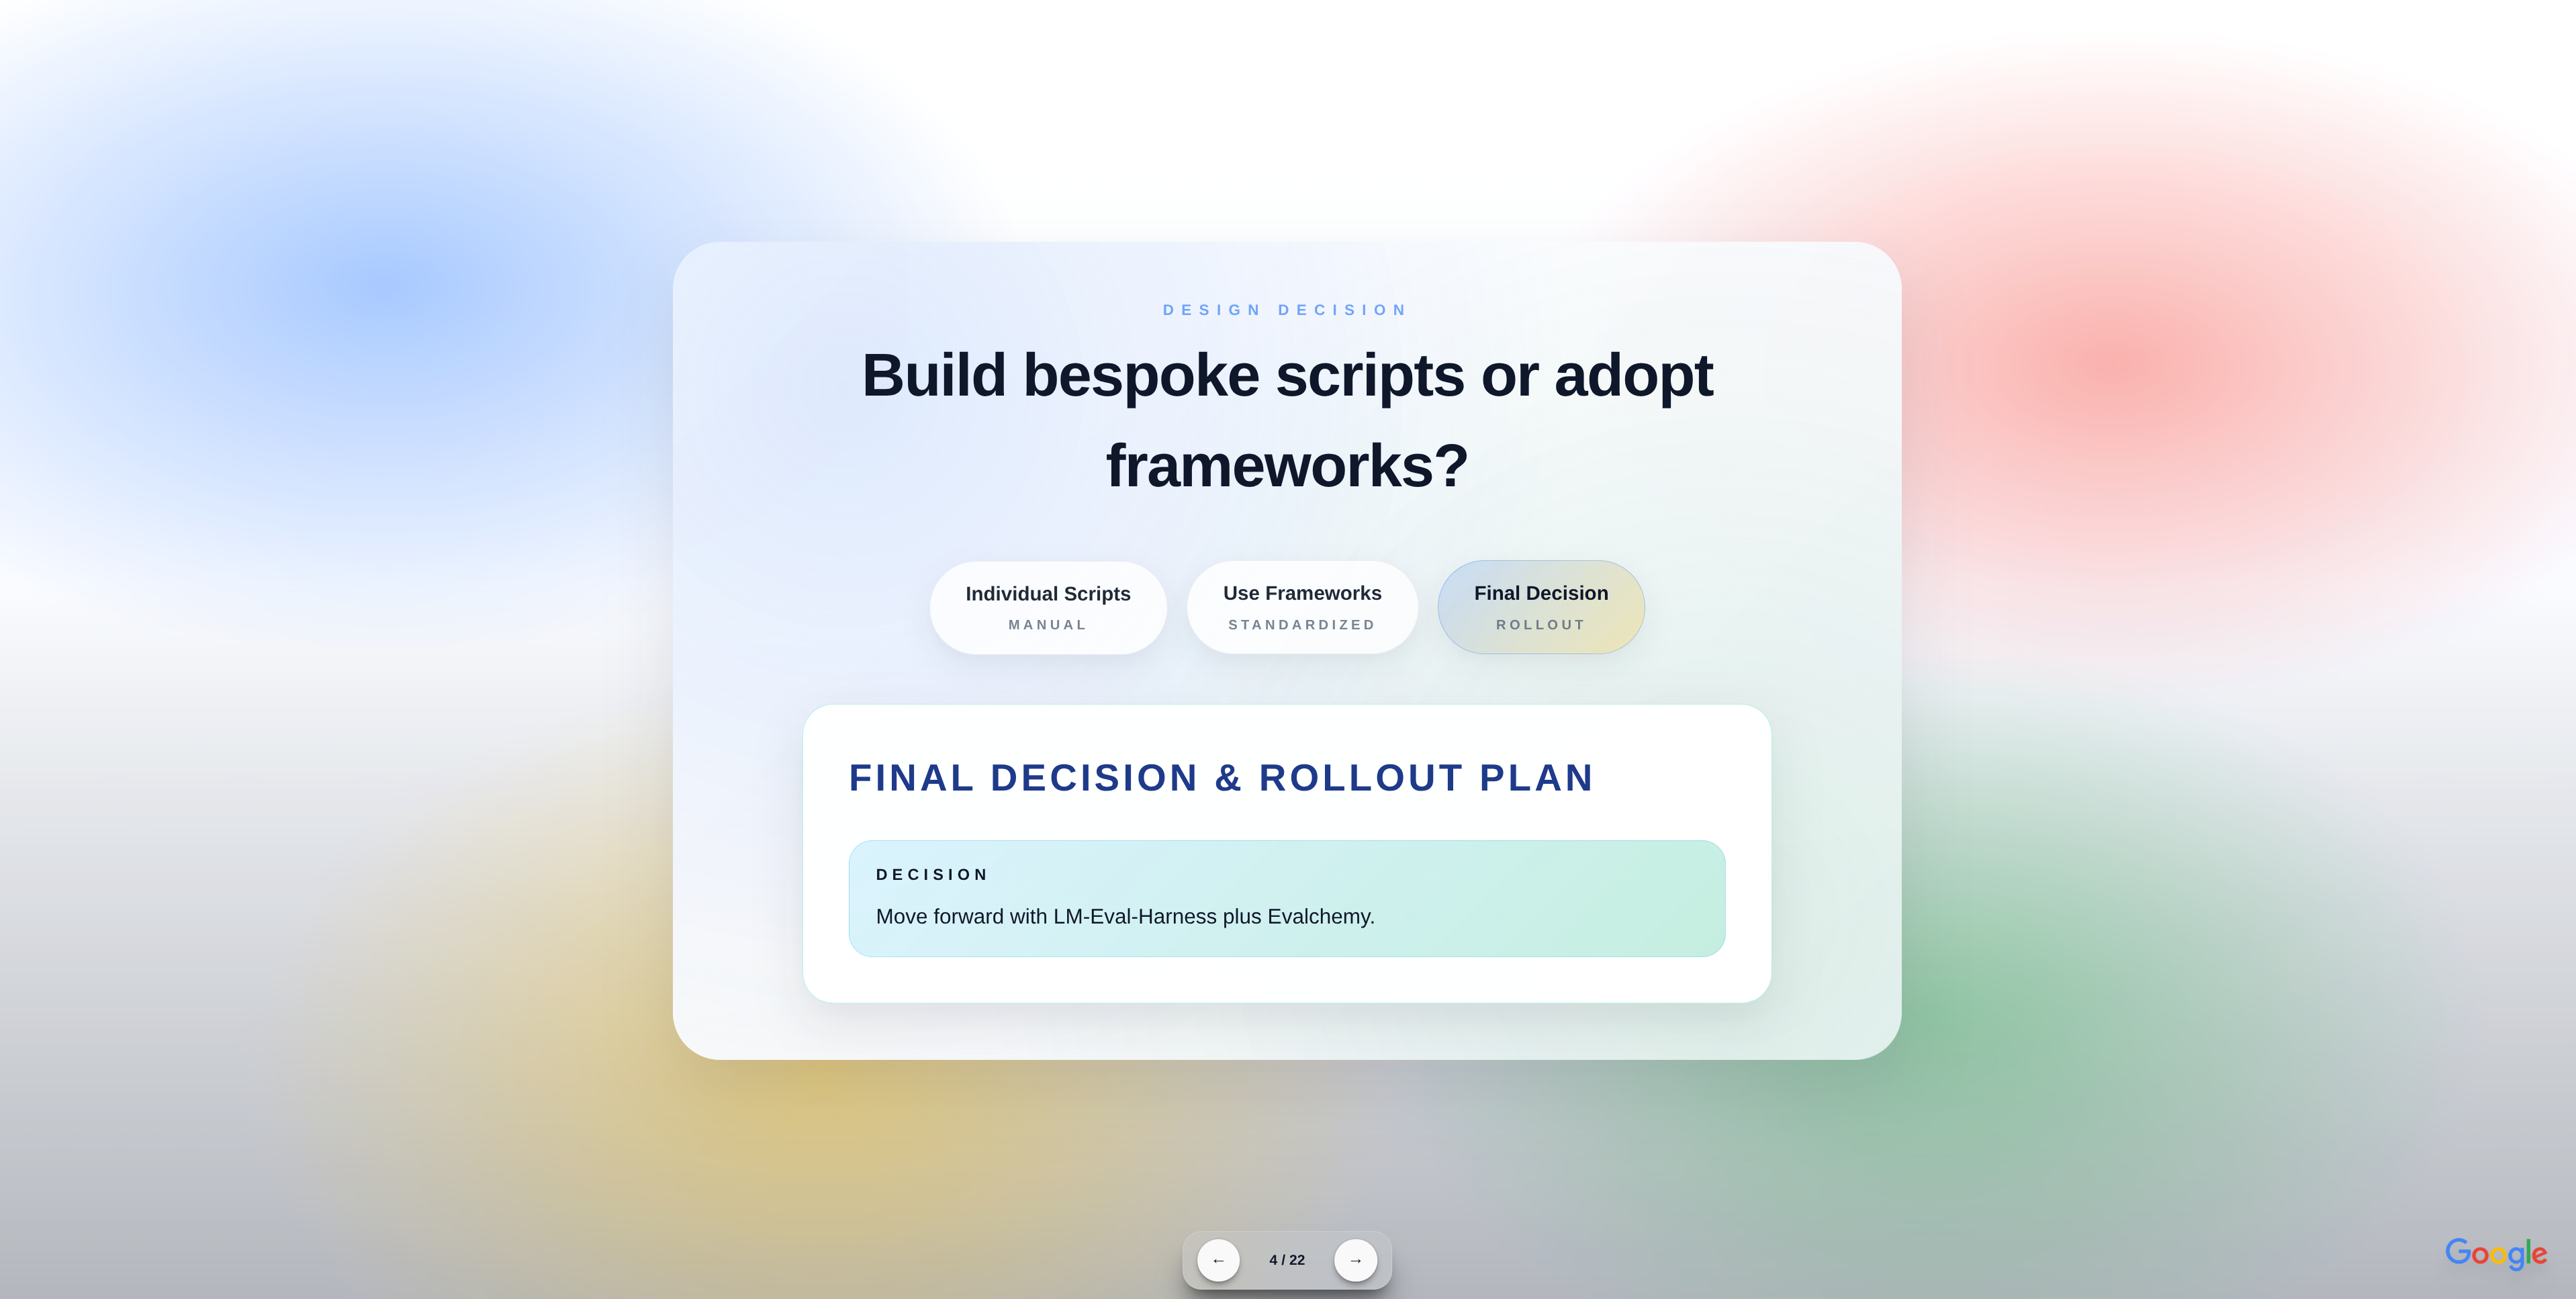 DESIGN DECISION
Build bespoke scripts or adopt
frameworks?
Individual Scripts
MANUAL
Use Frameworks
STANDARDIZED
Final Decision
ROLLOUT
FINAL DECISION & ROLLOUT PLAN
DECISION
Move forward with LM-Eval-Harness plus Evalchemy.
← 4 / 22 →
Google